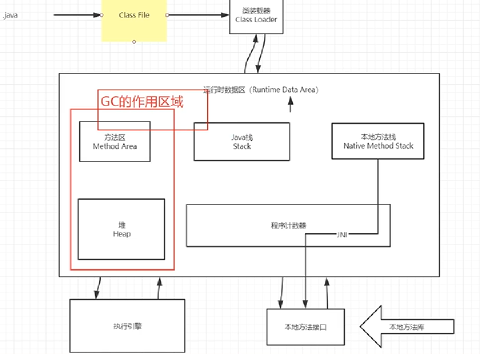 .java
Class File
类装载器
Class Loader
运行时数据区（Runtime Data Area）
GC的作用区域
方法区
Method Area
Java栈
Stack
本地方法栈
Native Method Stack
堆
Heap
程序计数器
JNI
执行引擎
本地方法接口
本地方法库